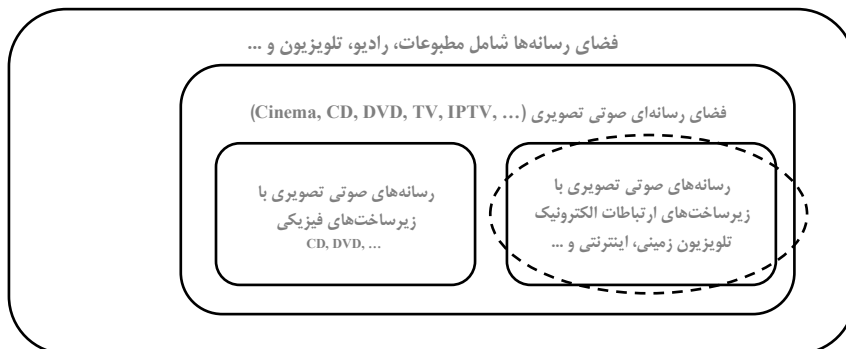 فضای رسانه‌ها شامل مطبوعات، رادیو، تلویزیون و ...
فضای رسانه‌ای صوتی تصویری (Cinema, CD, DVD, TV, IPTV, …)
رسانه‌های صوتی تصویری با
زیرساخت‌های ارتباطات الکترونیک
تلویزیون زمینی، اینترنتی و ...
رسانه‌های صوتی تصویری با
زیرساخت‌های فیزیکی
CD, DVD, …